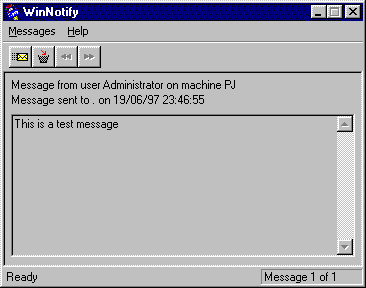 WinNotify
Messages Help
Message from user Administrator on machine PJ
Message sent to . on 19/06/97 23:46:55
This is a test message
Ready Message 1 of 1